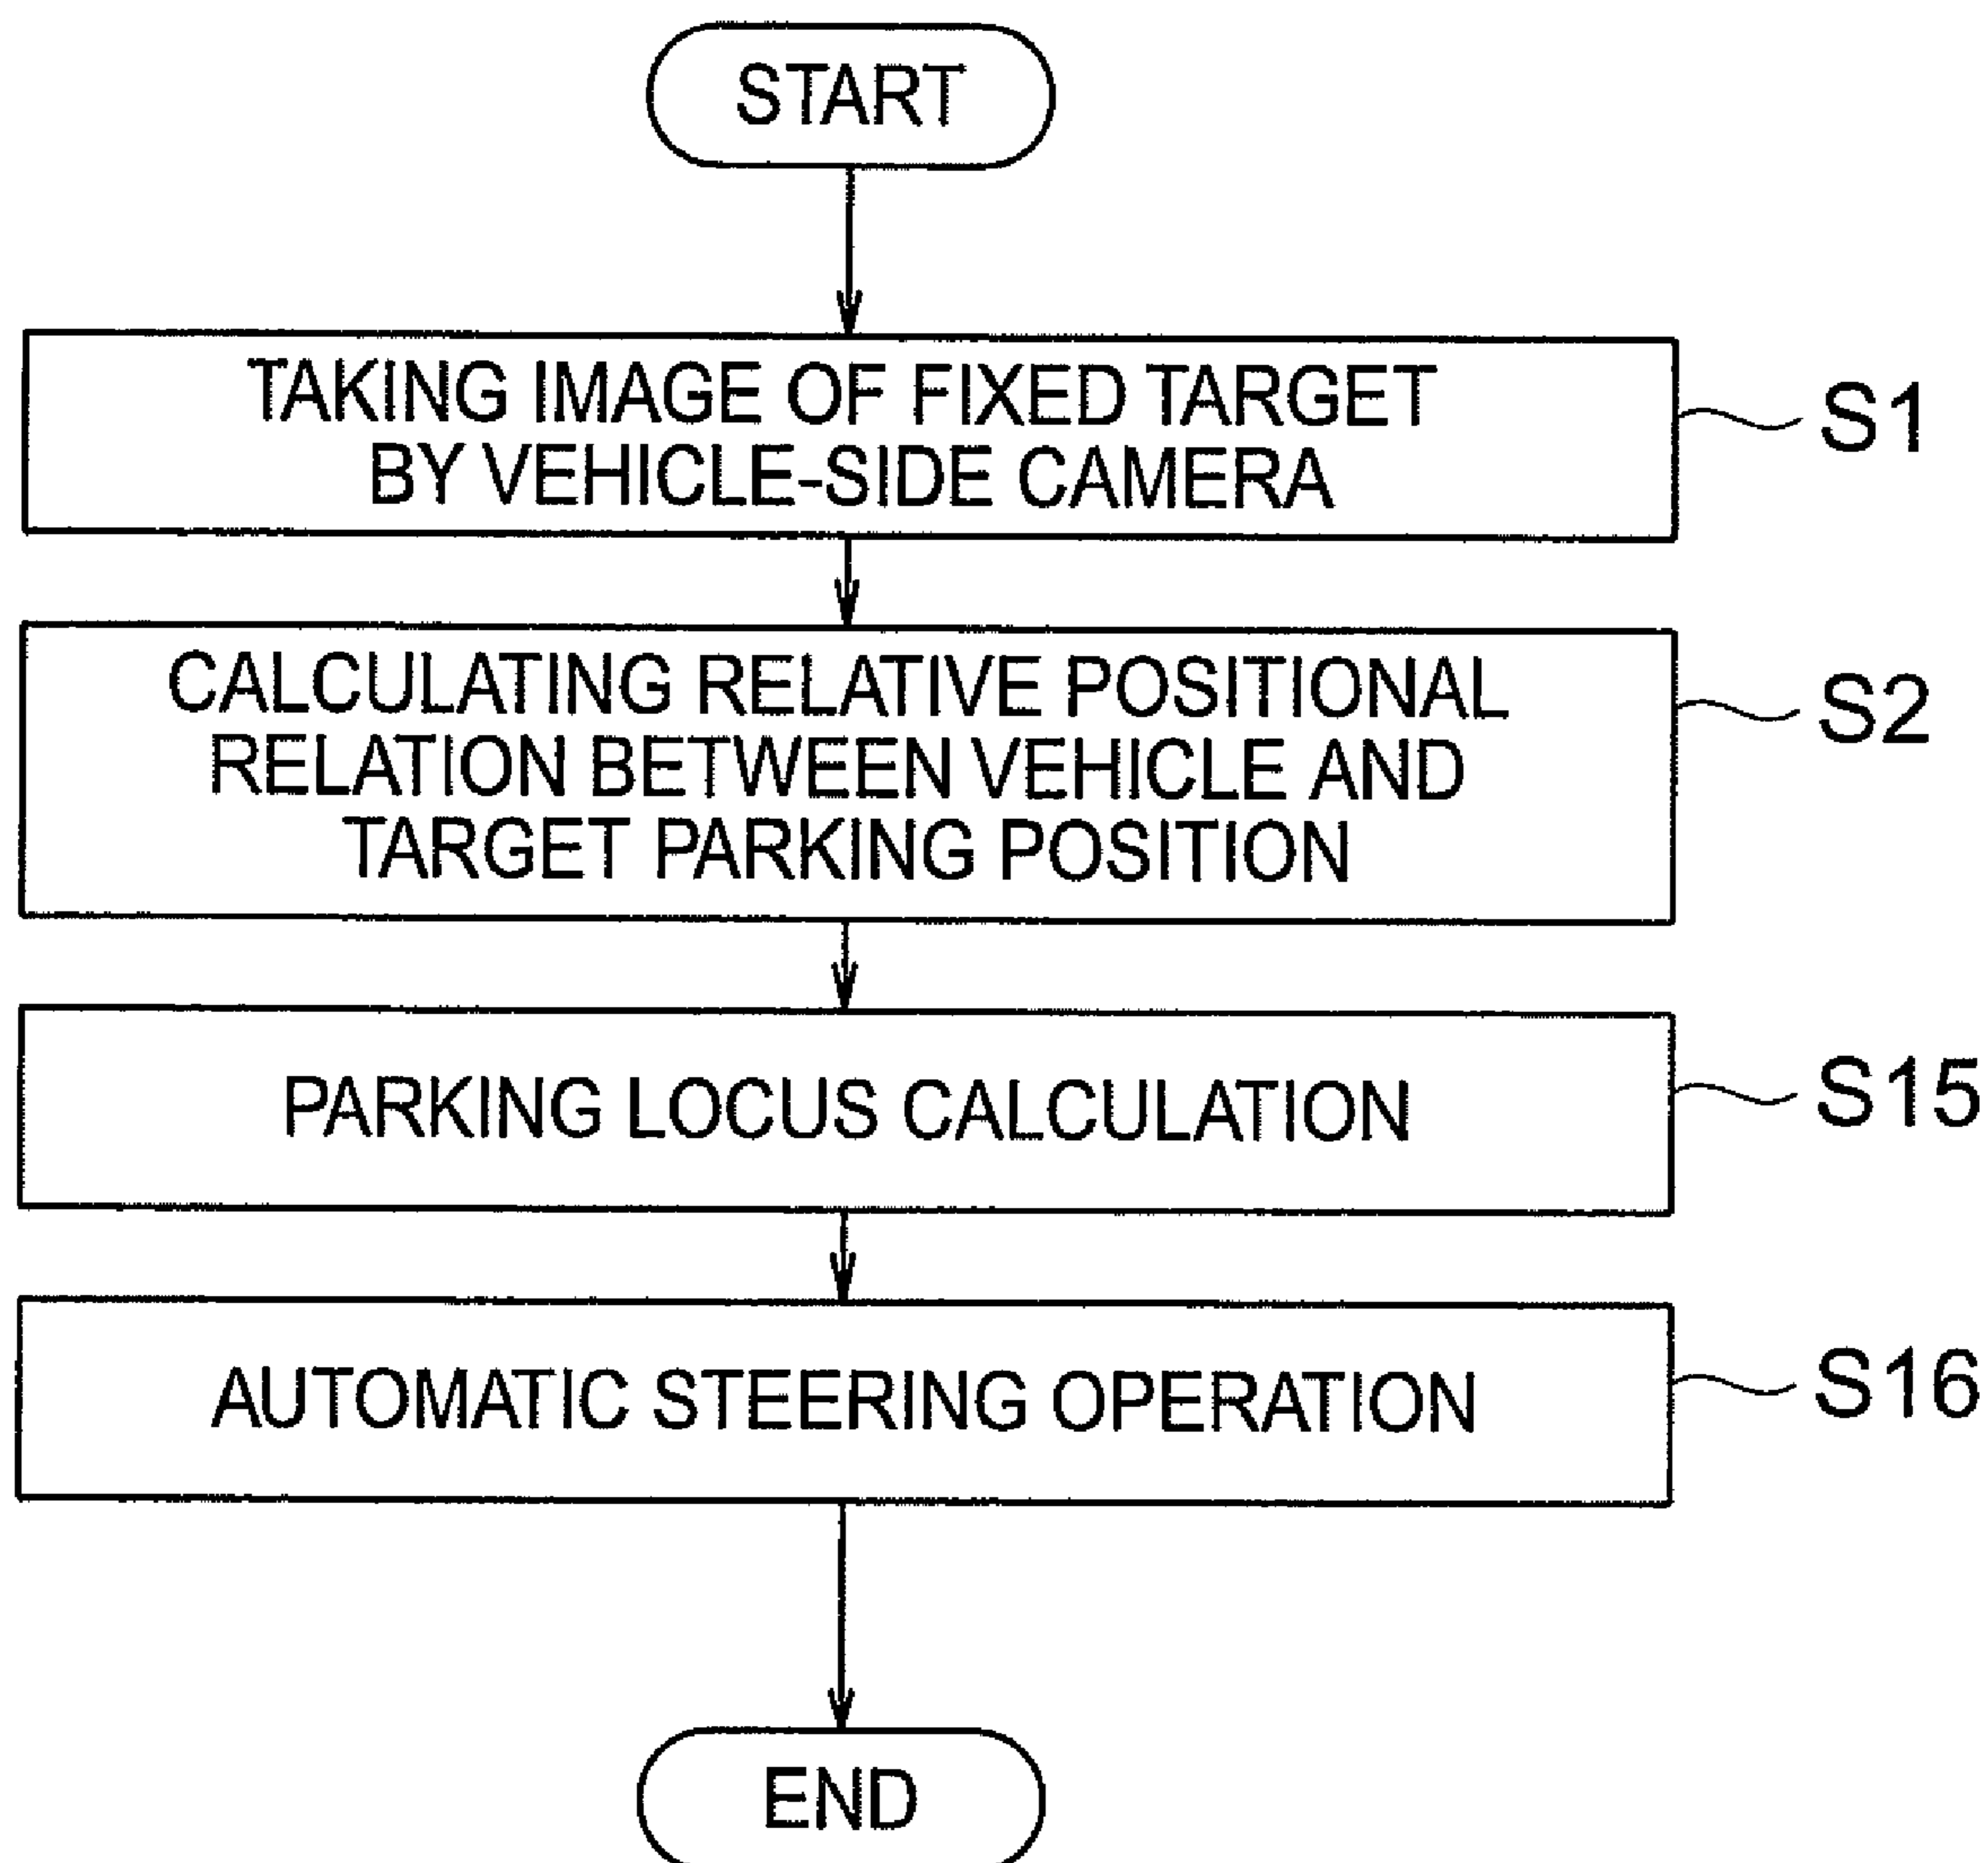 START
TAKING IMAGE OF FIXED TARGET
BY VEHICLE-SIDE CAMERA
S1
CALCULATING RELATIVE POSITIONAL
RELATION BETWEEN VEHICLE AND
TARGET PARKING POSITION
S2
PARKING LOCUS CALCULATION
S15
AUTOMATIC STEERING OPERATION
S16
END